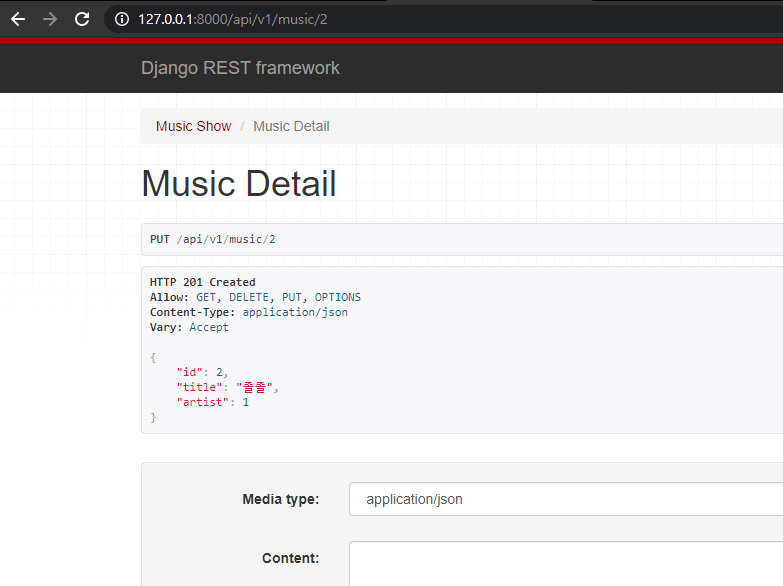 127.0.0.1:8000/api/v1/music/2
Django REST framework
Music Show / Music Detail
Music Detail
PUT /api/v1/music/2
HTTP 201 Created
Allow: GET, DELETE, PUT, OPTIONS
Content-Type: application/json
Vary: Accept
{
"id": 2,
"title": "졸졸",
"artist": 1
}
Media type: application/json
Content: